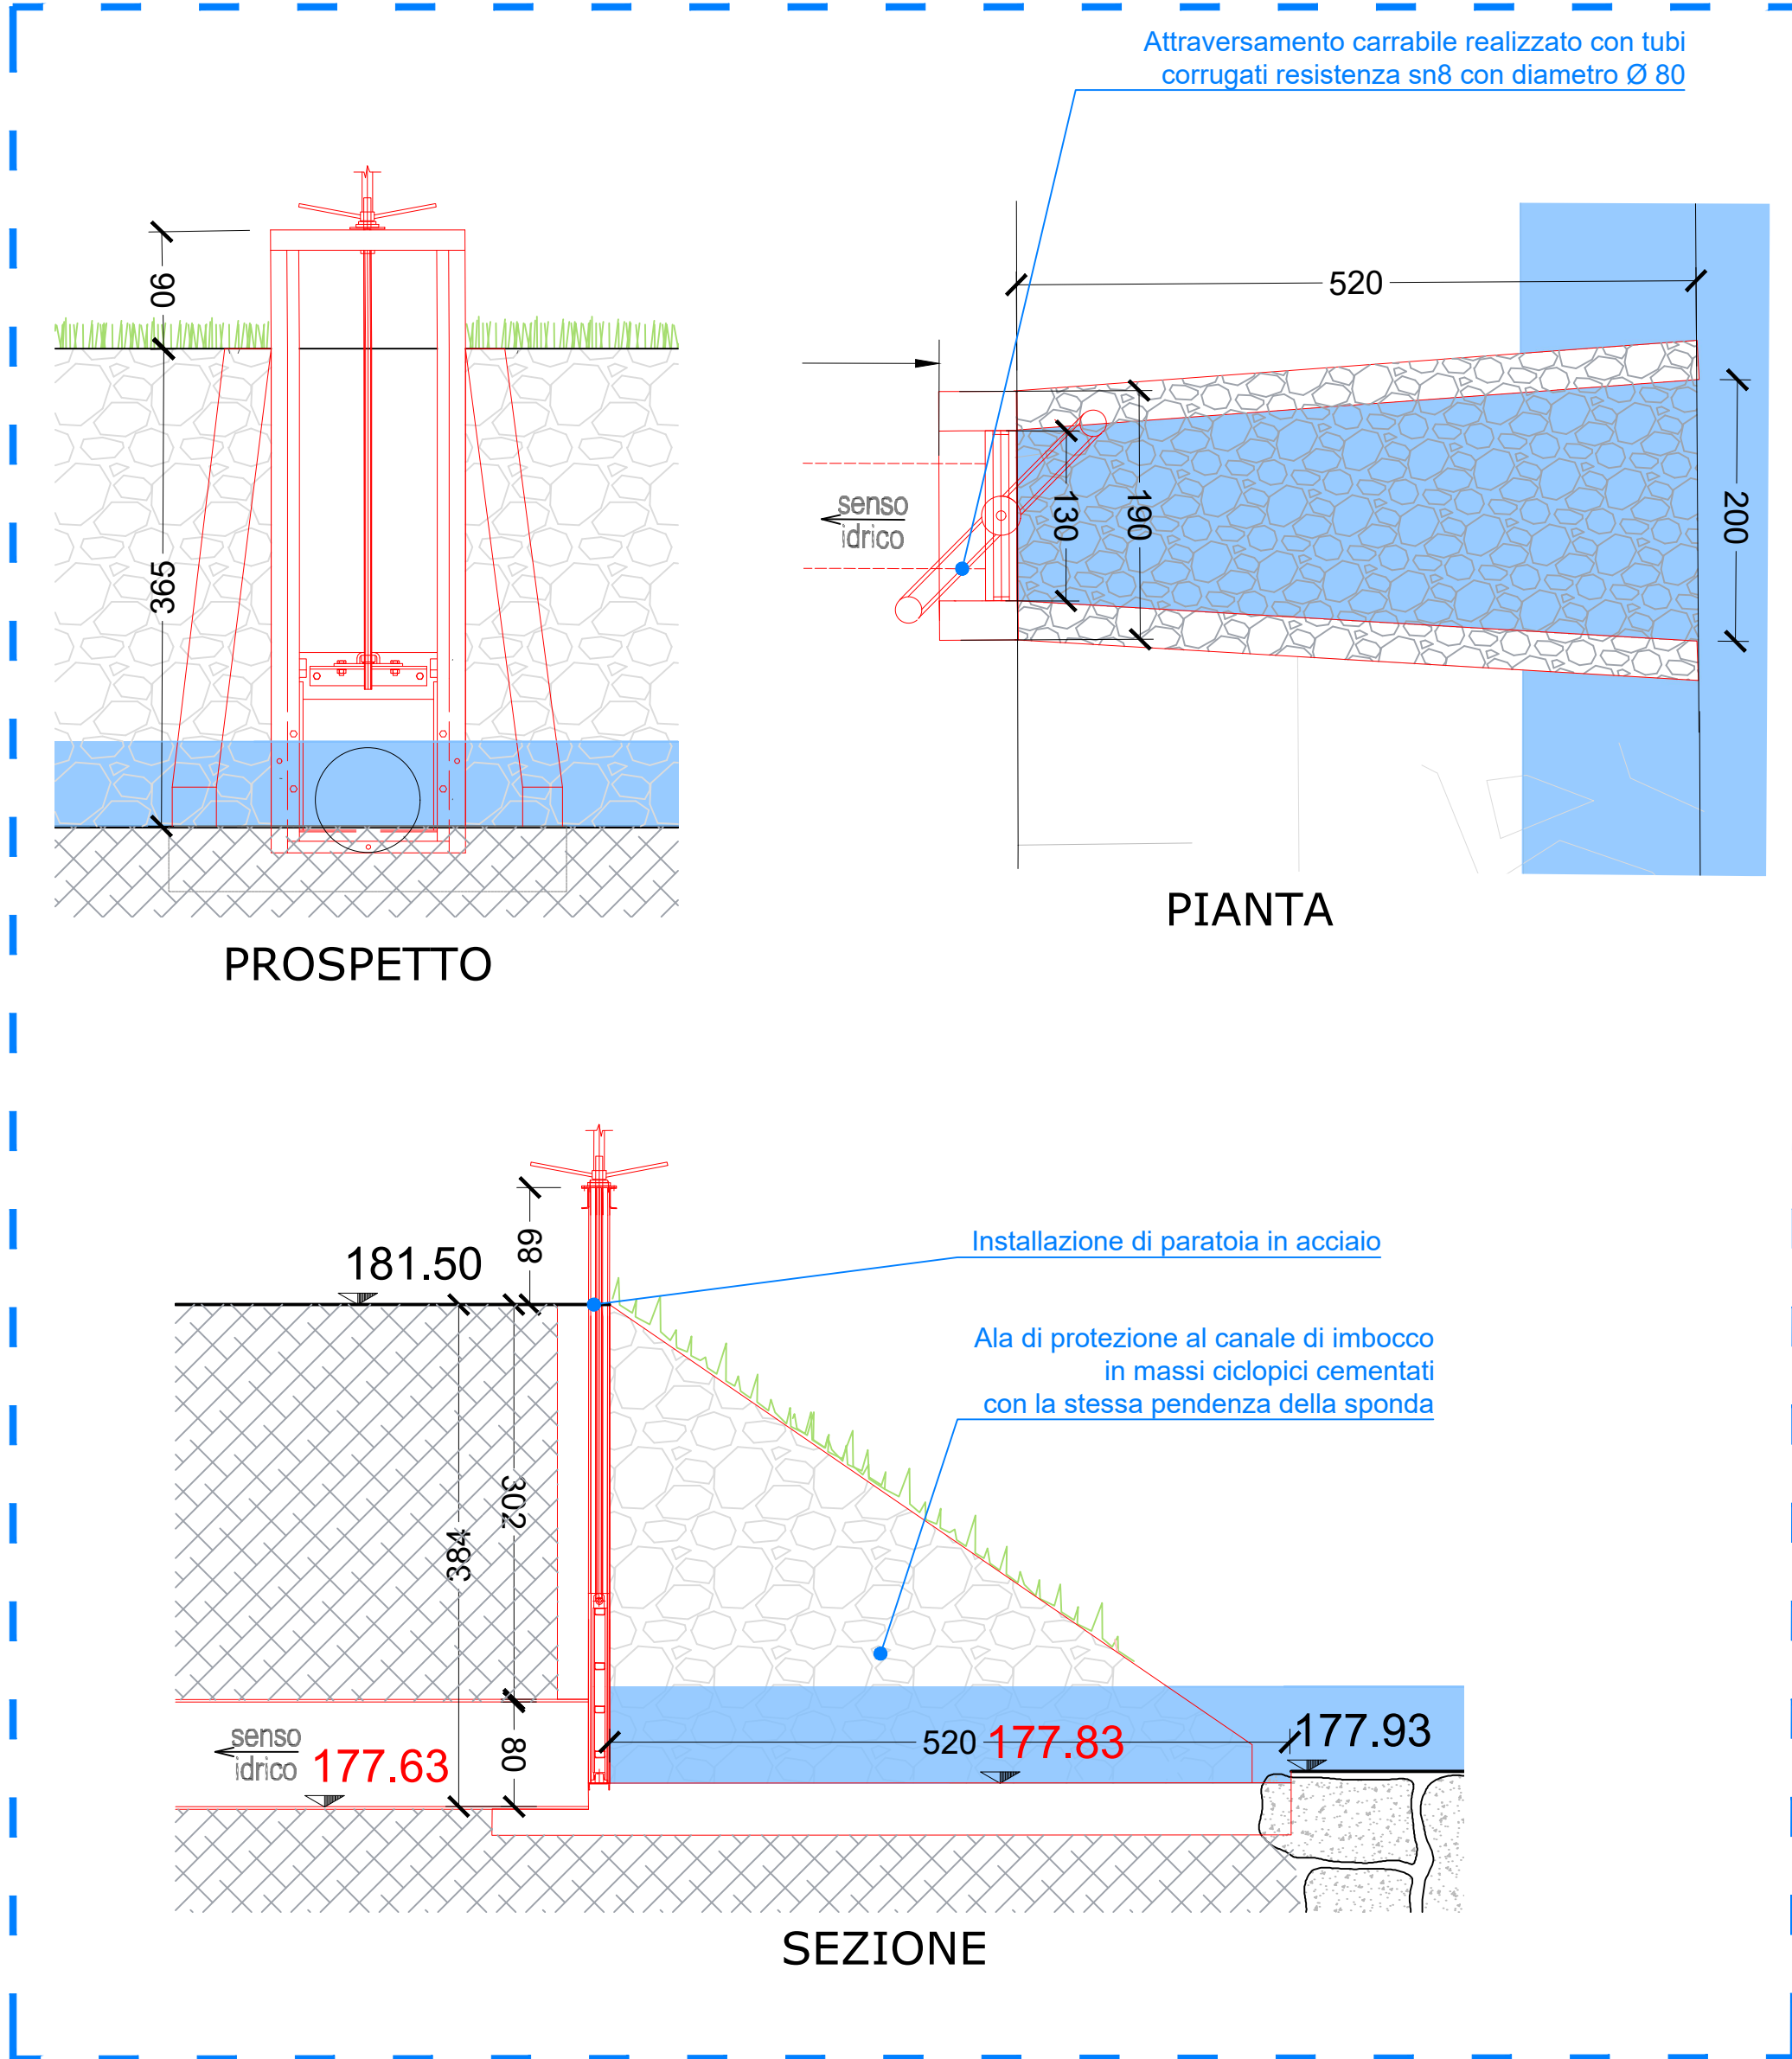 Attraversamento carrabile realizzato con tubi
corrugati resistenza sn8 con diametro Ø 80
90
365
PROSPETTO
520
senso
idrico
130
190
200
PIANTA
89
181.50
Installazione di paratoia in acciaio
Ala di protezione al canale di imbocco
in massi ciclopici cementati
con la stessa pendenza della sponda
302
384
senso
idrico
177.63
80
520
177.83
177.93
SEZIONE